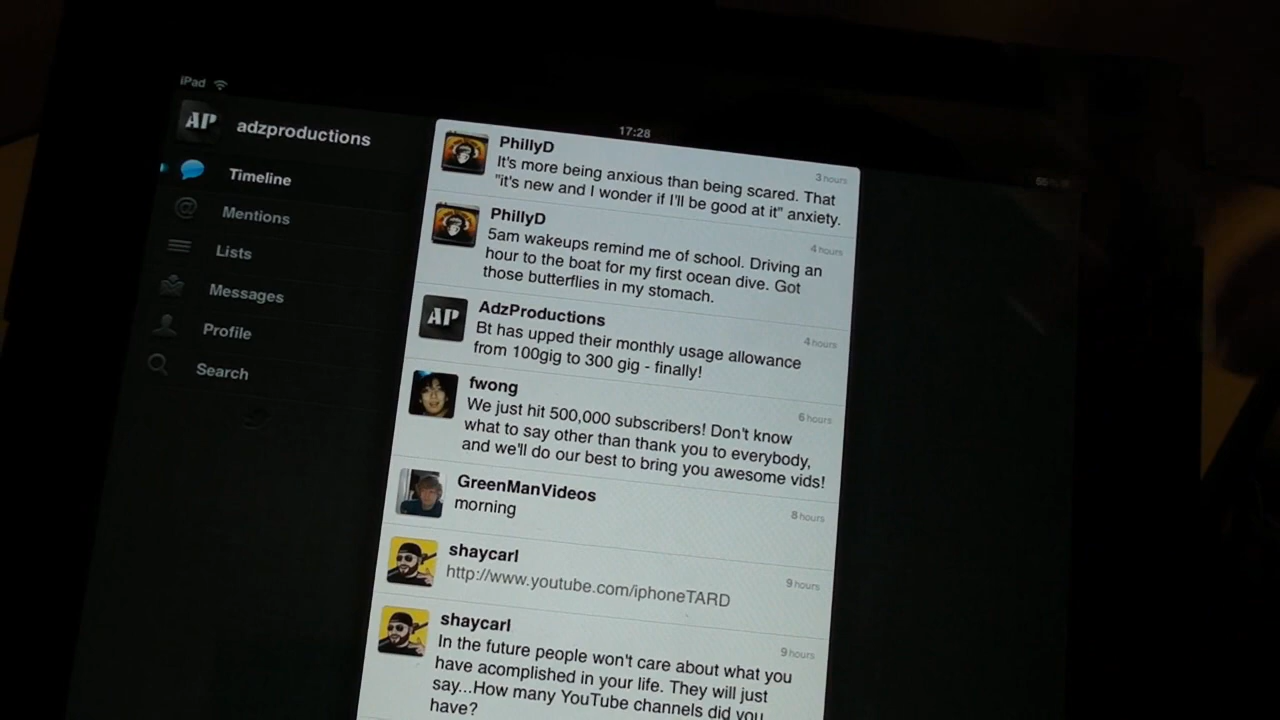 iPad
17:28
AP
adzproductions
Timeline
Mentions
Lists
Messages
Profile
Search
PhillyD
3 hours
It's more being anxious than being scared. That
"it's new and I wonder if I'll be good at it" anxiety.
PhillyD
4 hours
5am wakeups remind me of school. Driving an
hour to the boat for my first ocean dive. Got
those butterflies in my stomach.
AP
AdzProductions
4 hours
Bt has upped their monthly usage allowance
from 100gig to 300 gig - finally!
fwong
6 hours
We just hit 500,000 subscribers! Don't know
what to say other than thank you to everybody,
and we'll do our best to bring you awesome vids!
GreenManVideos
8 hours
morning
shaycarl
9 hours
http://www.youtube.com/iphoneTARD
shaycarl
9 hours
In the future people won't care about what you
have acomplished in your life. They will just
say...How many YouTube channels did you
have?